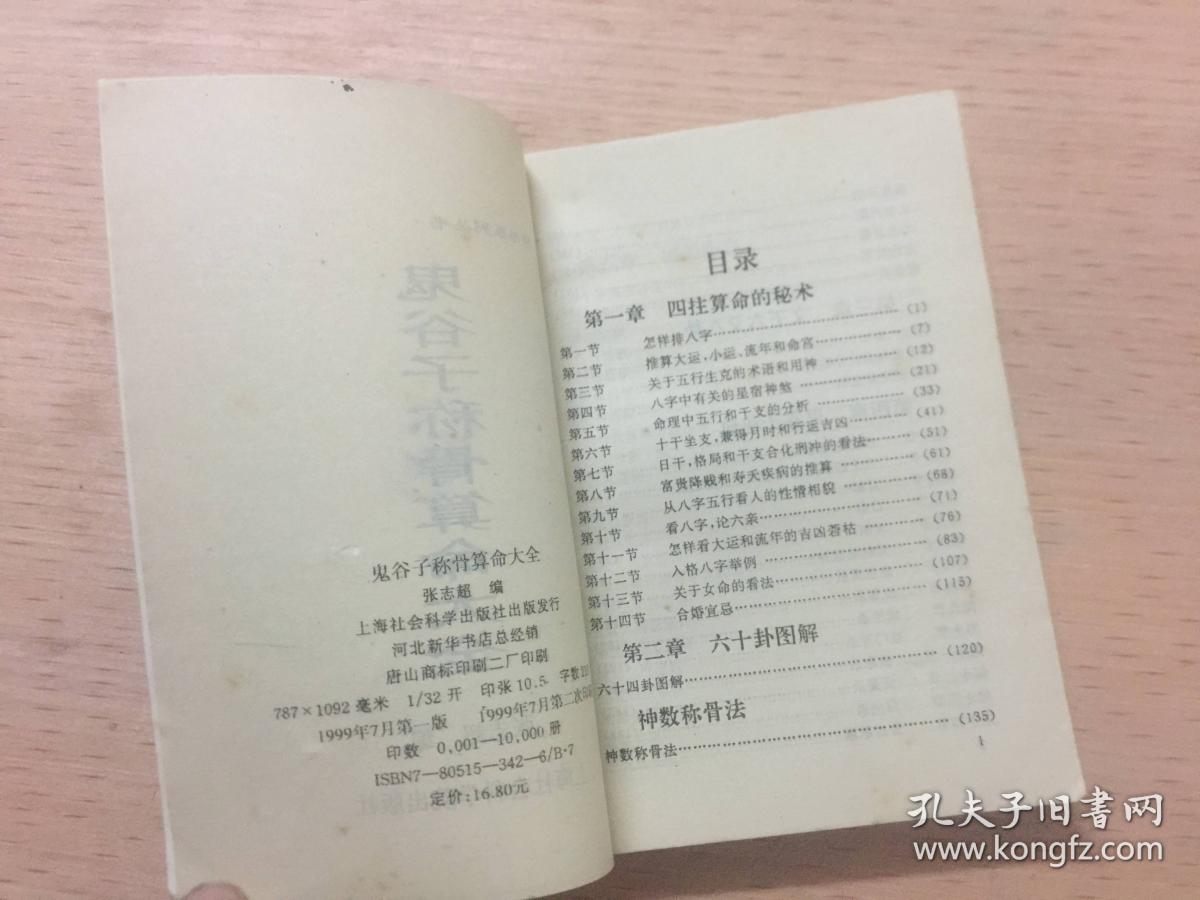 鬼谷子称骨算命大全
张志超 编
上海社会科学出版社出版发行
河北新华书店总经销
唐山商标印刷二厂印刷
787×1092 毫米 1/32 开 印张 10.5 字数
1999年7月第一版 1999年7月第二次印
印数 0,001—10,000 册
ISBN7—80515—342—6/B·7
定价:16.80元
目录
第一章 四拄算命的秘术
第一节 怎样排八字……(1)
第二节 推算大运,小运、流年和命宫……(7)
第三节 关于五行生克的术语和用神……(12)
第四节 八字中有关的星宿神煞……(21)
第五节 命理中五行和干支的分析……(33)
第六节 十干坐支,兼得月时和行运吉凶……(41)
第七节 日干,格局和干支合化刑冲的看法……(51)
第八节 富贵降贱和寿夭疾病的推算……(61)
第九节 从八字五行看人的性情相貌……(68)
第十节 看八字,论六亲……(71)
第十一节 怎样看大运和流年的吉凶砻枯……(76)
第十二节 入格八字举例……(83)
第十三节 关于女命的看法……(107)
第十四节 合婚宜忌……(115)
第二章 六十卦图解
六十四卦图解……(120)
神数称骨法
神数称骨法……(135)
1
孔夫子旧书网
www.kongfz.com